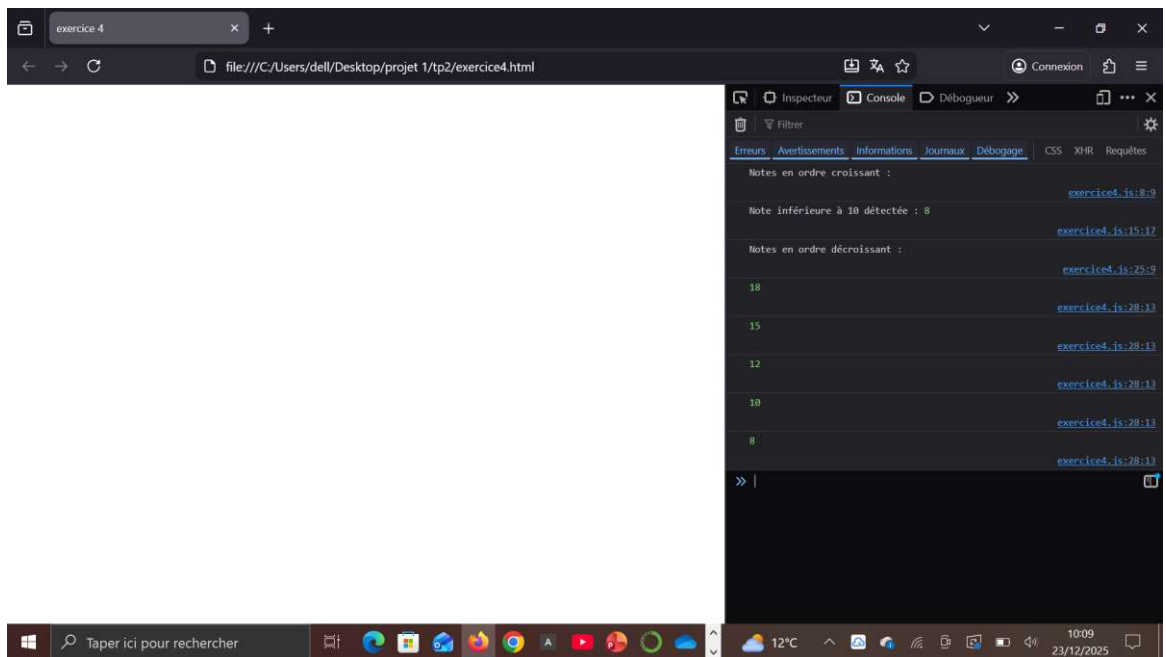 exercice 4
file:///C:/Users/dell/Desktop/projet 1/tp2/exercice4.html
Connexion
Inspecteur Console Débogueur
Filtrer
Erreurs Avertissements Informations Journaux Débogage CSS XHR Requêtes
Notes en ordre croissant :
exercice4.js:8:9
Note inférieure à 10 détectée : 8
exercice4.js:15:17
Notes en ordre décroissant :
exercice4.js:25:9
18
exercice4.js:28:13
15
exercice4.js:28:13
12
exercice4.js:28:13
10
exercice4.js:28:13
8
exercice4.js:28:13
Taper ici pour rechercher
12°C
10:09
23/12/2025